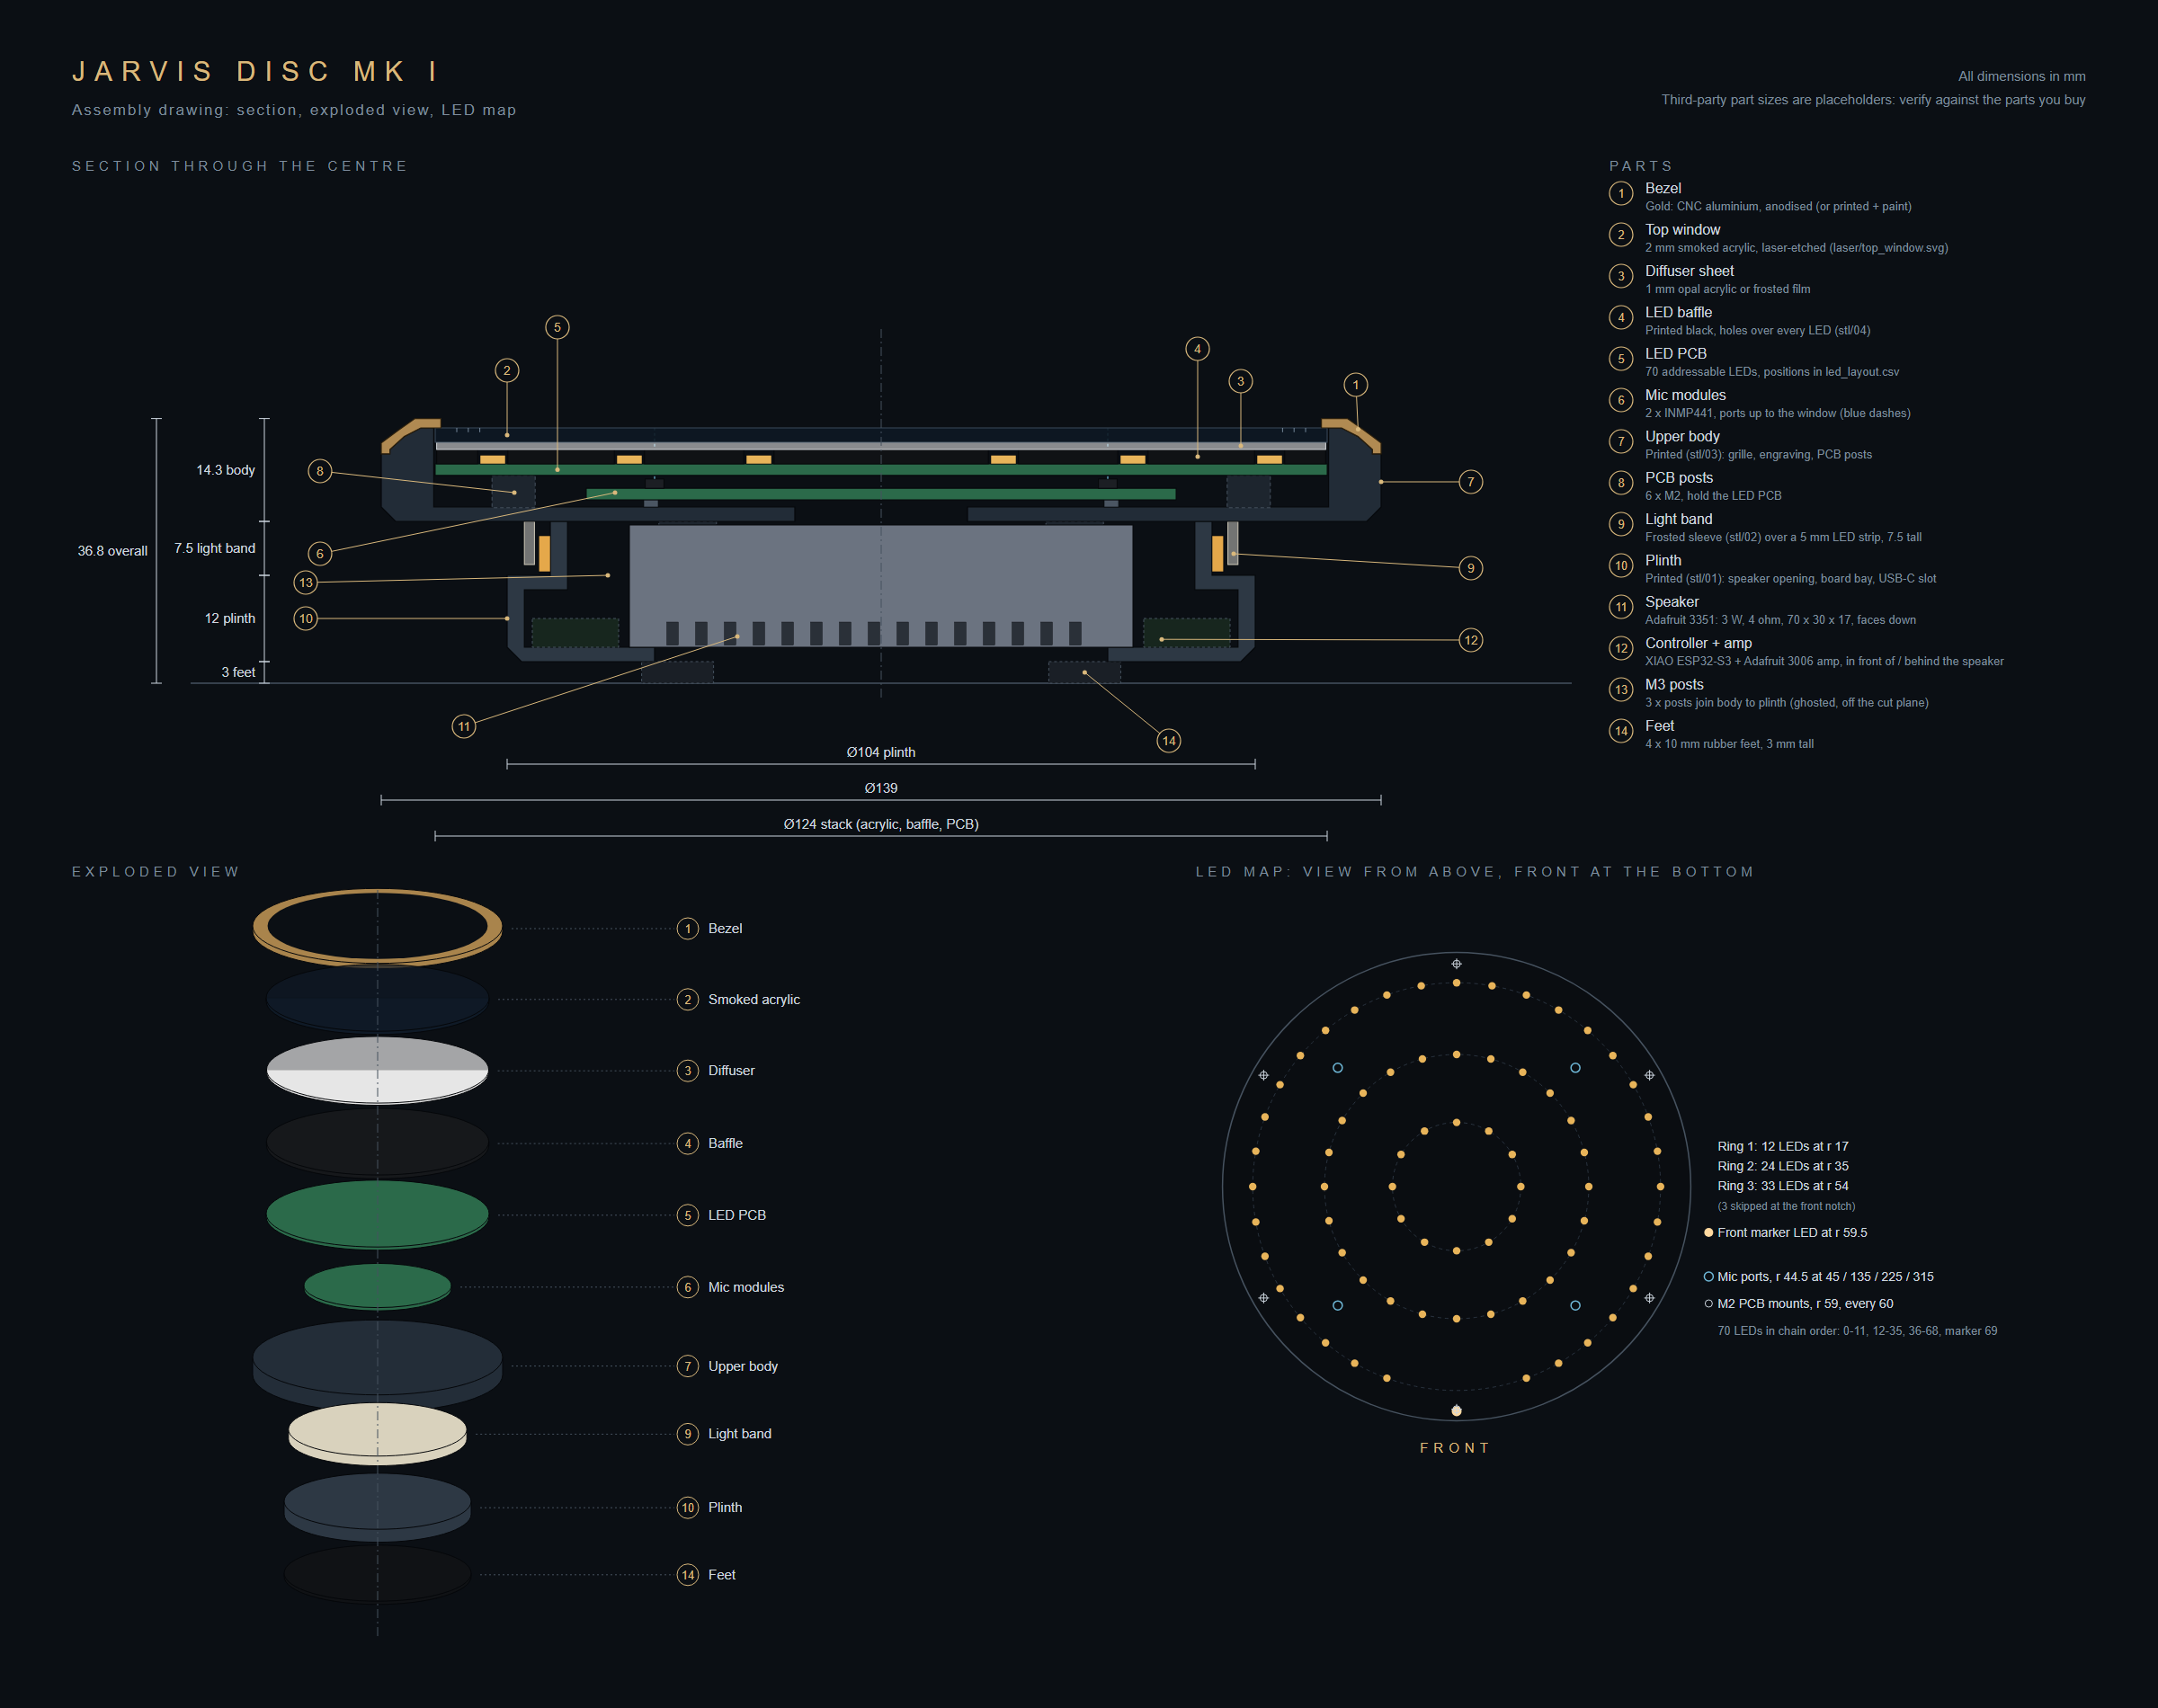 JARVIS DISC MK I
Assembly drawing: section, exploded view, LED map
All dimensions in mm
Third-party part sizes are placeholders: verify against the parts you buy
SECTION THROUGH THE CENTRE
5
2
4
3
1
8
7
6
13
9
10
12
11
14
14.3 body
36.8 overall
7.5 light band
12 plinth
3 feet
Ø104 plinth
Ø139
Ø124 stack (acrylic, baffle, PCB)
PARTS
1 Bezel
Gold: CNC aluminium, anodised (or printed + paint)
2 Top window
2 mm smoked acrylic, laser-etched (laser/top_window.svg)
3 Diffuser sheet
1 mm opal acrylic or frosted film
4 LED baffle
Printed black, holes over every LED (stl/04)
5 LED PCB
70 addressable LEDs, positions in led_layout.csv
6 Mic modules
2 x INMP441, ports up to the window (blue dashes)
7 Upper body
Printed (stl/03): grille, engraving, PCB posts
8 PCB posts
6 x M2, hold the LED PCB
9 Light band
Frosted sleeve (stl/02) over a 5 mm LED strip, 7.5 tall
10 Plinth
Printed (stl/01): speaker opening, board bay, USB-C slot
11 Speaker
Adafruit 3351: 3 W, 4 ohm, 70 x 30 x 17, faces down
12 Controller + amp
XIAO ESP32-S3 + Adafruit 3006 amp, in front of / behind the speaker
13 M3 posts
3 x posts join body to plinth (ghosted, off the cut plane)
14 Feet
4 x 10 mm rubber feet, 3 mm tall
EXPLODED VIEW
1 Bezel
2 Smoked acrylic
3 Diffuser
4 Baffle
5 LED PCB
6 Mic modules
7 Upper body
9 Light band
10 Plinth
14 Feet
LED MAP: VIEW FROM ABOVE, FRONT AT THE BOTTOM
Ring 1: 12 LEDs at r 17
Ring 2: 24 LEDs at r 35
Ring 3: 33 LEDs at r 54
(3 skipped at the front notch)
Front marker LED at r 59.5
Mic ports, r 44.5 at 45 / 135 / 225 / 315
M2 PCB mounts, r 59, every 60
70 LEDs in chain order: 0-11, 12-35, 36-68, marker 69
FRONT